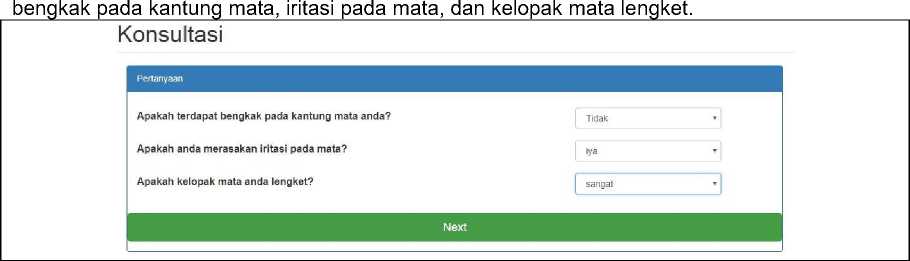 bengkak pada kantung mata, iritasi pada mata, dan kelopak mata lengket.
Konsultasi
Pertanyaan
Apakah terdapat bengkak pada kantung mata anda? Tidak
Apakah anda merasakan iritasi pada mata? iya
Apakah kelopak mata anda lengket? sangat
Next